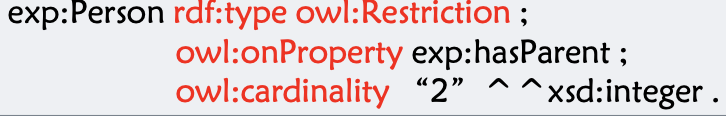 exp:Person rdf:type owl:Restriction ;
owl:onProperty exp:hasParent ;
owl:cardinality “2” ^ ^xsd:integer .